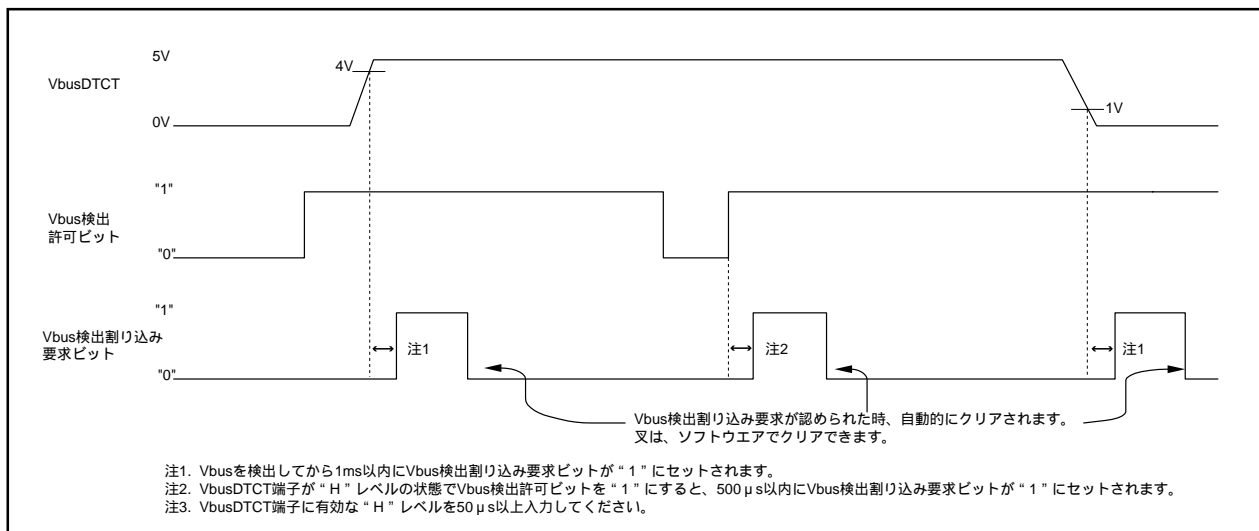 5V
4V
VbusDTCT
1V
0V
"1"
Vbus検出
許可ビット
"0"
"1"
Vbus検出割り込み
要求ビット
注1
注2
注1
"0"
Vbus検出割り込み要求が認められた時、自動的にクリアされます。
叉は、ソフトウエアでクリアできます。
注1. Vbusを検出してから1ms以内にVbus検出割り込み要求ビットが“1”にセットされます。
注2. VbusDTCT端子が“H”レベルの状態でVbus検出許可ビットを“1”にすると、500μs以内にVbus検出割り込み要求ビットが“1”にセットされます。
注3. VbusDTCT端子に有効な“H”レベルを50μs以上入力してください。